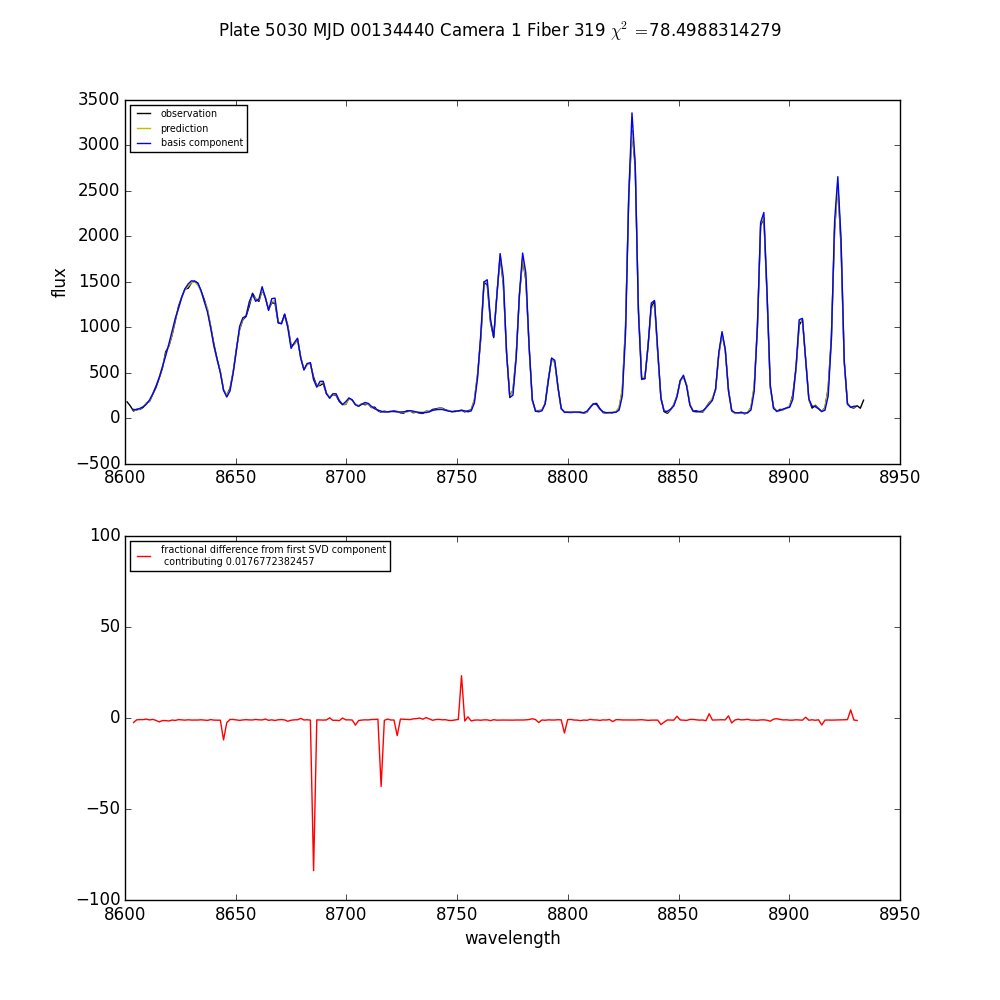 Plate 5030 MJD 00134440 Camera 1 Fiber 319 χ² =78.4988314279
3500
3000
2500
2000
1500
1000
500
0
−500
flux
observation
prediction
basis component
8600 8650 8700 8750 8800 8850 8900 8950
100
50
0
−50
−100
fractional difference from first SVD component
contributing 0.0176772382457
8600 8650 8700 8750 8800 8850 8900 8950
wavelength